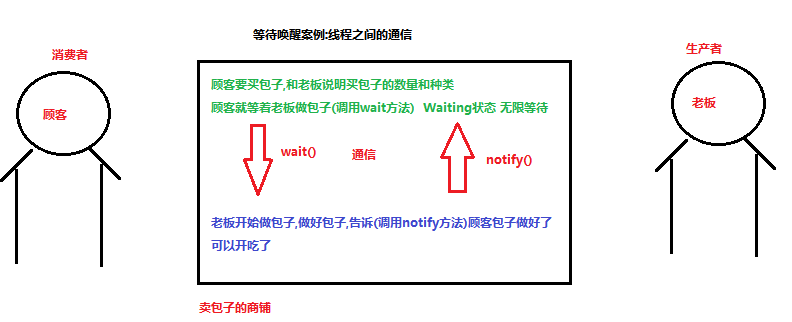 等待唤醒案例:线程之间的通信
消费者
生产者
顾客
老板
顾客要买包子,和老板说明买包子的数量和种类
顾客就等着老板做包子(调用wait方法) Waiting状态 无限等待
wait()
通信
notify()
老板开始做包子,做好包子,告诉(调用notify方法)顾客包子做好了
可以开吃了
卖包子的商铺